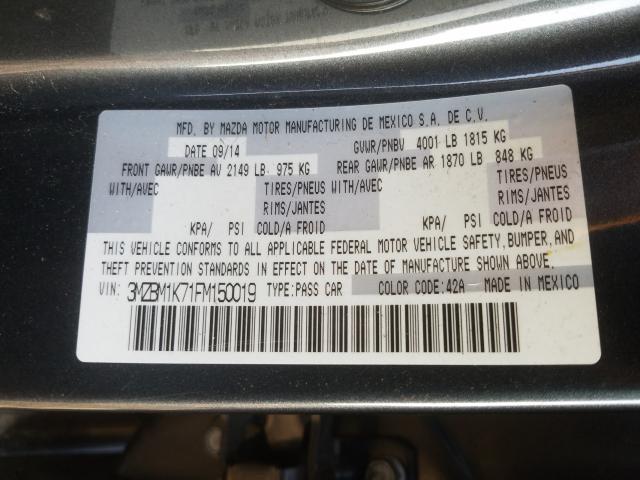 MFD. BY MAZDA MOTOR MANUFACTURING DE MEXICO S.A. DE C.V.
DATE 09/14 GVWR/PNBV 4001 LB 1815 KG
FRONT GAWR/PNBE AV 2149 LB 975 KG REAR GAWR/PNBE AR 1870 LB 848 KG
WITH/AVEC TIRES/PNEUS WITH/AVEC TIRES/PNEUS
RIMS/JANTES RIMS/JANTES
KPA/ PSI COLD/A FROID KPA/ PSI COLD/A FROID
THIS VEHICLE CONFORMS TO ALL APPLICABLE FEDERAL MOTOR VEHICLE SAFETY, BUMPER, AND
THEFT PREVENTION STANDARDS IN EFFECT ON THE DATE OF MANUFACTURE SHOWN ABOVE.
VIN: 3MZBM1K71FM150019 TYPE:PASS CAR COLOR CODE:42A MADE IN MEXICO